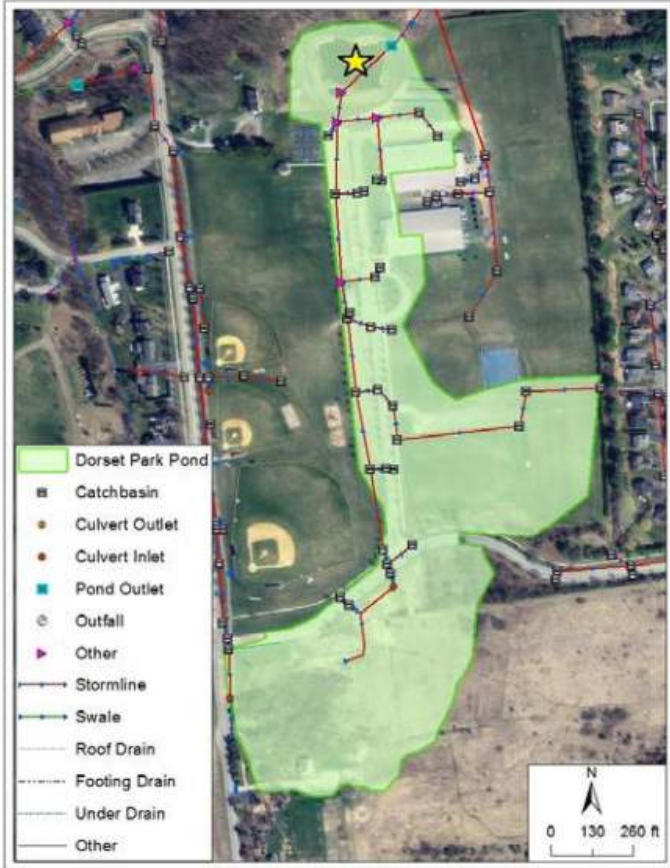 Dorset Park Pond
Catchbasin
Culvert Outlet
Culvert Inlet
Pond Outlet
Outfall
Other
Stormline
Swale
Roof Drain
Footing Drain
Under Drain
Other
N
0 130 260 ft